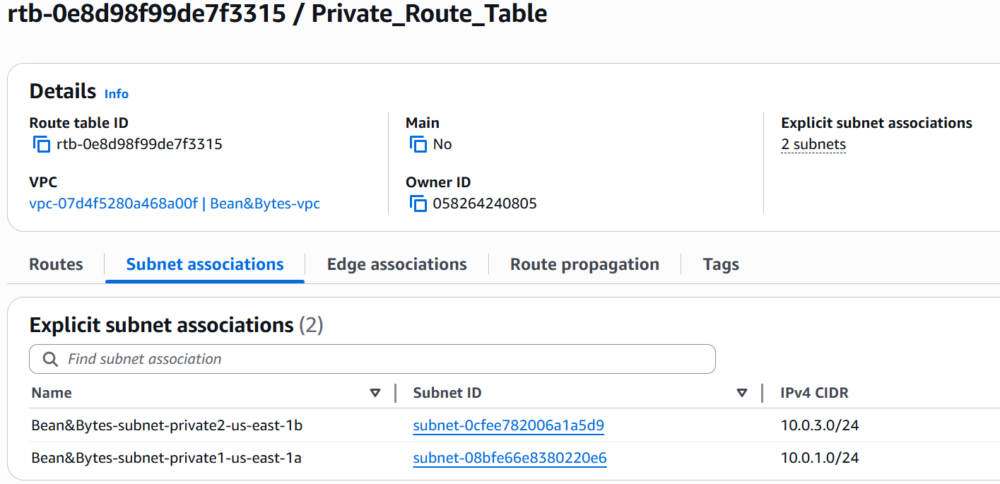 rtb-0e8d98f99de7f3315 / Private_Route_Table
Details Info
Route table ID
rtb-0e8d98f99de7f3315
Main
No
Explicit subnet associations
2 subnets
VPC
vpc-07d4f5280a468a00f | Bean&Bytes-vpc
Owner ID
058264240805
Routes
Subnet associations
Edge associations
Route propagation
Tags
Explicit subnet associations (2)
Find subnet association
Name
Subnet ID
IPv4 CIDR
Bean&Bytes-subnet-private2-us-east-1b subnet-0cfee782006a1a5d9 10.0.3.0/24
Bean&Bytes-subnet-private1-us-east-1a subnet-08bfe66e8380220e6 10.0.1.0/24